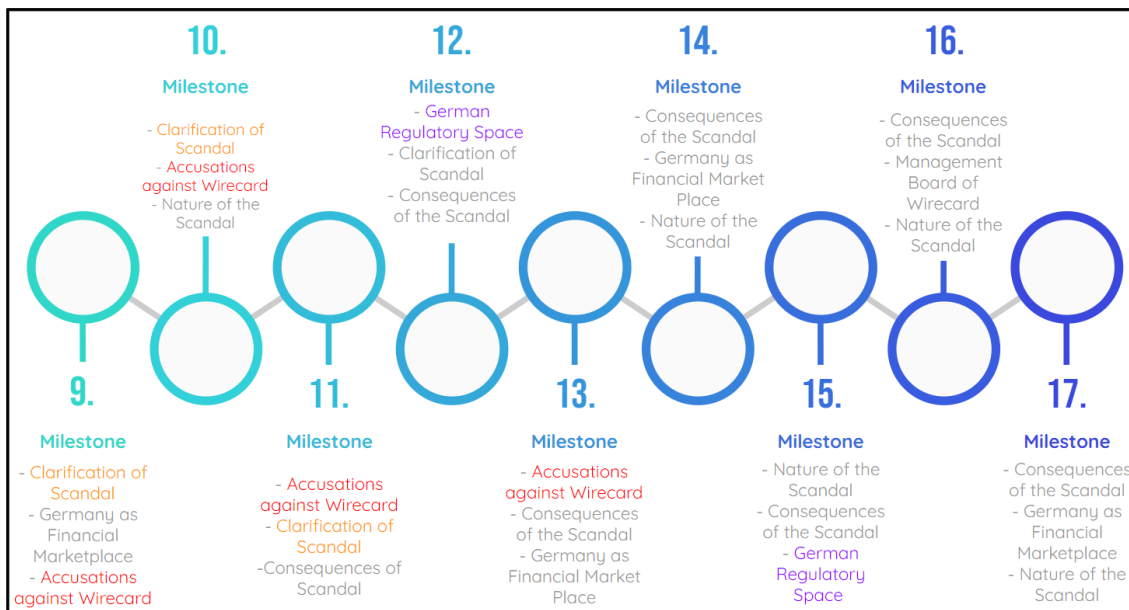 10.
Milestone
- Clarification of
Scandal
- Accusations
against Wirecard
- Nature of the
Scandal
12.
Milestone
- German
Regulatory Space
- Clarification of
Scandal
- Consequences
of the Scandal
14.
Milestone
- Consequences
of the Scandal
- Germany as
Financial Market
Place
- Nature of the
Scandal
16.
Milestone
- Consequences
of the Scandal
- Management
Board of
Wirecard
- Nature of the
Scandal
9.
Milestone
- Clarification of
Scandal
- Germany as
Financial
Marketplace
- Accusations
against Wirecard
11.
Milestone
- Accusations
against Wirecard
- Clarification of
Scandal
-Consequences of
Scandal
13.
Milestone
- Accusations
against Wirecard
- Consequences
of the Scandal
- Germany as
Financial Market
Place
15.
Milestone
- Nature of the
Scandal
- Consequences
of the Scandal
- German
Regulatory
Space
17.
Milestone
- Consequences
of the Scandal
- Germany as
Financial
Marketplace
- Nature of the
Scandal